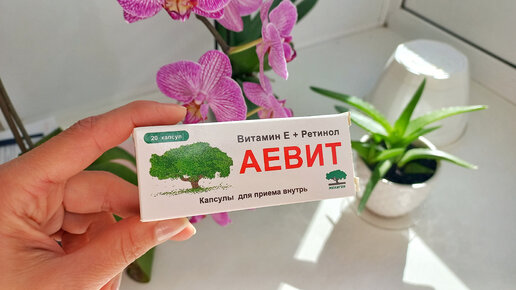 20 капсул
Витамин Е + Ретинол
АЕВИТ
Капсулы для приема внутрь